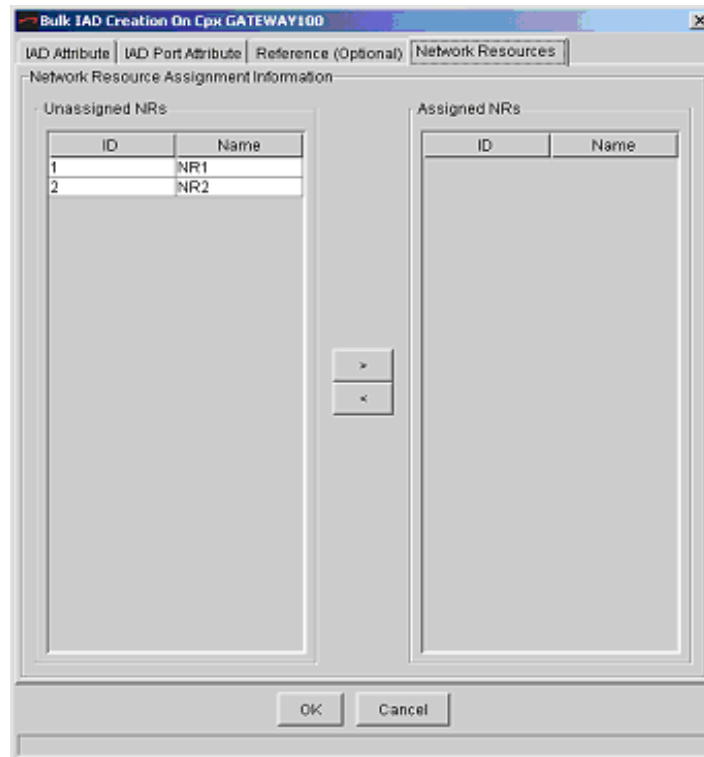 Bulk IAD Creation On Cpx GATEWAY100
IAD Attribute IAD Port Attribute Reference (Optional) Network Resources
Network Resource Assignment Information
Unassigned NRs
ID Name
1 NR1
2 NR2
>
<
Assigned NRs
ID Name
OK Cancel